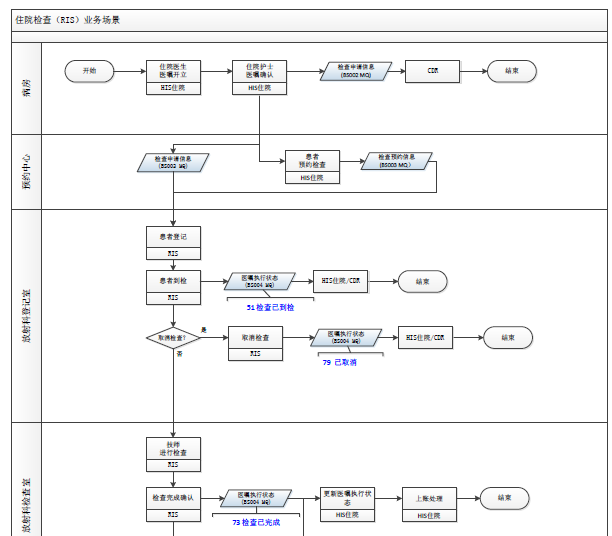 住院检查（RIS）业务场景
病房
开始
住院医生
医嘱开立
HIS住院
住院护士
医嘱确认
HIS住院
检查申请信息
(BS002 MQ)
CDR
结束
预约中心
检查申请信息
(BS002 MQ)
患者
预约检查
HIS住院
检查预约信息
(BS003 MQ)
放射科登记室
患者登记
RIS
患者到检
RIS
医嘱执行状态
(BS004 MQ)
HIS住院/CDR
结束
51 检查已到检
取消检查？
是
否
取消检查
RIS
医嘱执行状态
(BS004 MQ)
HIS住院/CDR
结束
79 已取消
放射科检查室
技师
进行检查
RIS
检查完成确认
RIS
医嘱执行状态
(BS004 MQ)
73 检查已完成
更新医嘱执行状
态
HIS住院
上账处理
HIS住院
结束